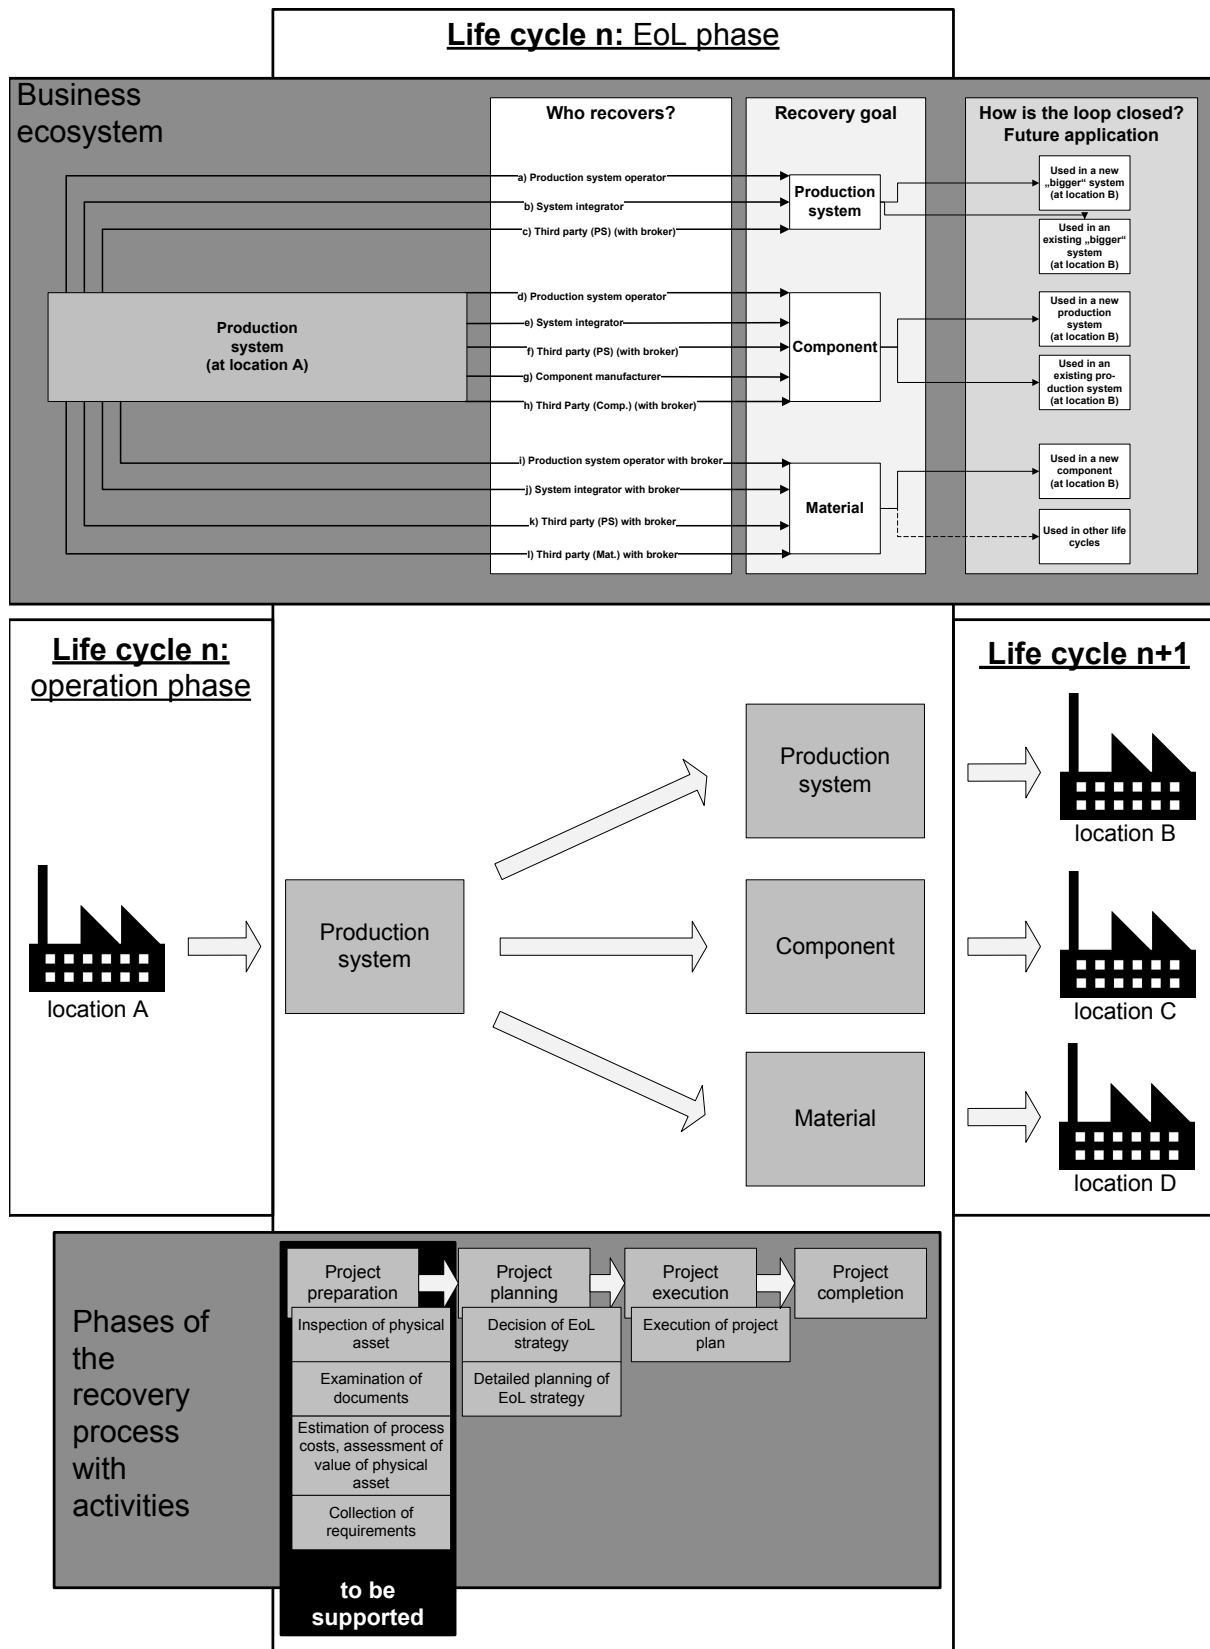 Life cycle n: EoL phase
Business
ecosystem
Who recovers?
Recovery goal
How is the loop closed?
Future application
a) Production system operator
b) System integrator
c) Third party (PS) (with broker)
Production
system
Used in a new
„bigger“ system
(at location B)
Used in an
existing „bigger“
system
(at location B)
Production
system
(at location A)
d) Production system operator
e) System integrator
f) Third party (PS) (with broker)
g) Component manufacturer
h) Third Party (Comp.) (with broker)
Component
Used in a new
production
system
(at location B)
Used in an
existing pro-
duction system
(at location B)
i) Production system operator with broker
j) System integrator with broker
k) Third party (PS) with broker
l) Third party (Mat.) with broker
Material
Used in a new
component
(at location B)
Used in other life
cycles
Life cycle n:
operation phase
Life cycle n+1
location A
Production
system
Production
system
Component
Material
location B
location C
location D
Phases of
the
recovery
process
with
activities
Project
preparation
Inspection of physical
asset
Examination of
documents
Estimation of process
costs, assessment of
value of physical
asset
Collection of
requirements
to be
supported
Project
planning
Decision of EoL
strategy
Detailed planning of
EoL strategy
Project
execution
Execution of project
plan
Project
completion